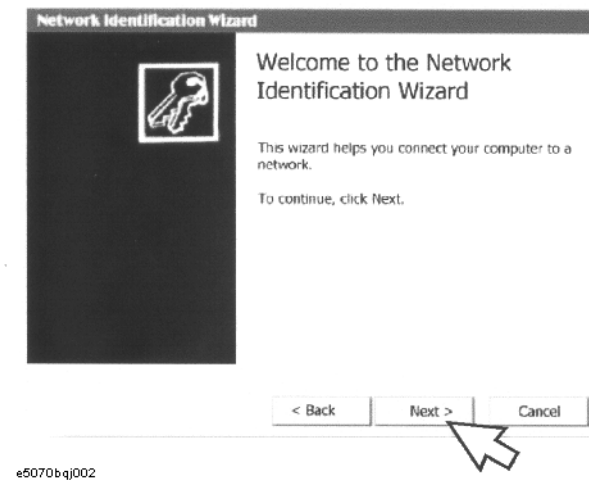 Network Identification Wizard
Welcome to the Network
Identification Wizard
This wizard helps you connect your computer to a
network.
To continue, click Next.
< Back
Next >
Cancel
e5070bqj002